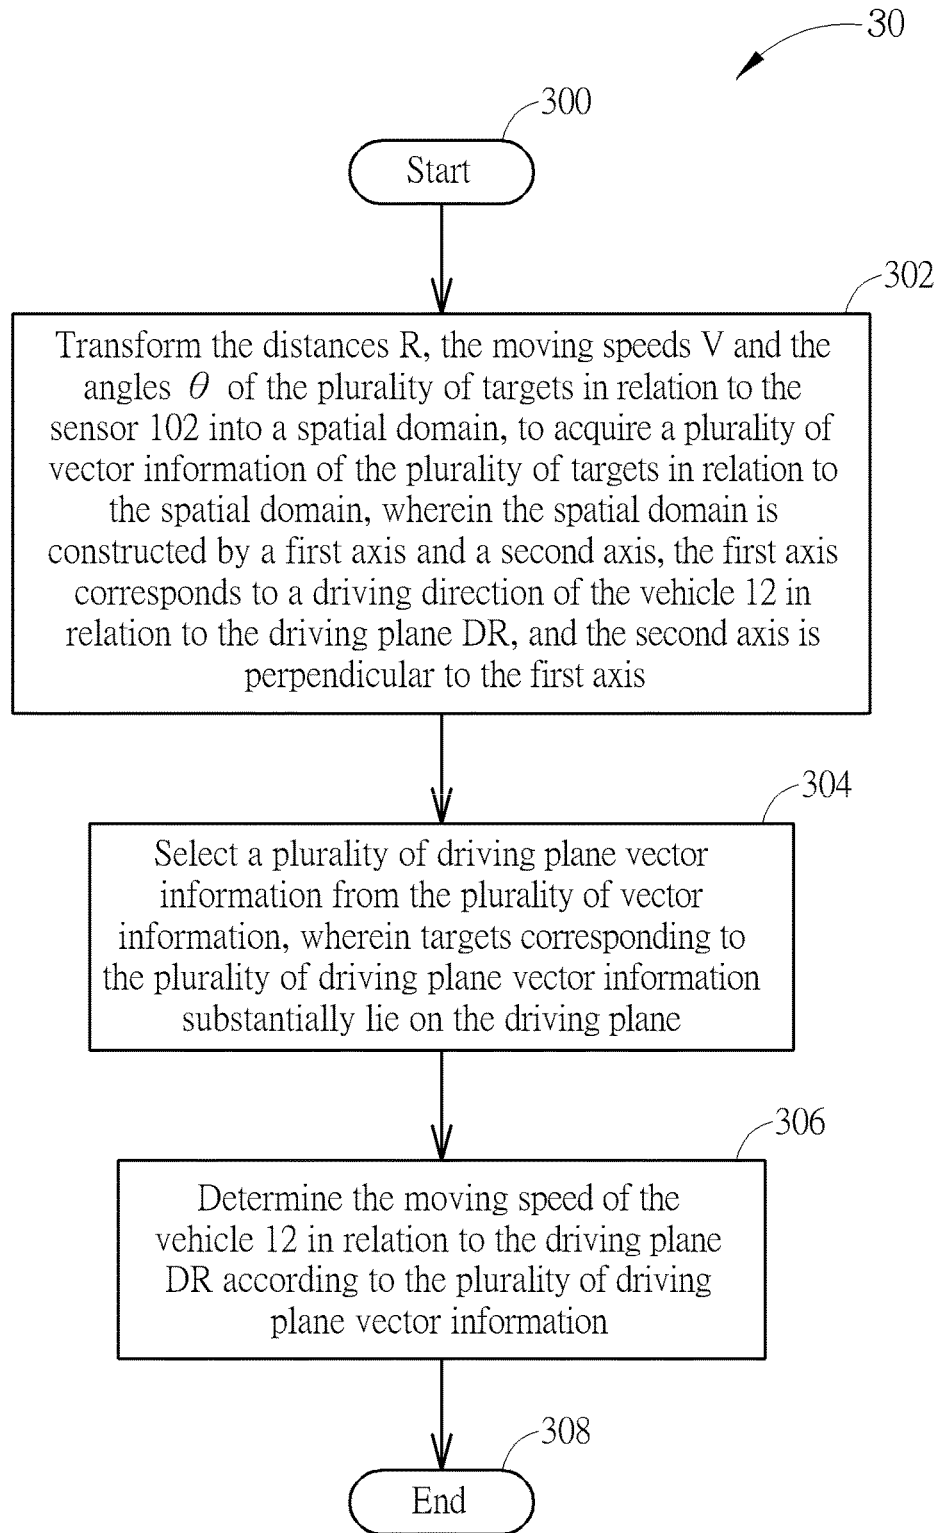 30
300
Start
302
Transform the distances R, the moving speeds V and the
angles θ of the plurality of targets in relation to the
sensor 102 into a spatial domain, to acquire a plurality of
vector information of the plurality of targets in relation to
the spatial domain, wherein the spatial domain is
constructed by a first axis and a second axis, the first axis
corresponds to a driving direction of the vehicle 12 in
relation to the driving plane DR, and the second axis is
perpendicular to the first axis
304
Select a plurality of driving plane vector
information from the plurality of vector
information, wherein targets corresponding to
the plurality of driving plane vector information
substantially lie on the driving plane
306
Determine the moving speed of the
vehicle 12 in relation to the driving plane
DR according to the plurality of driving
plane vector information
308
End